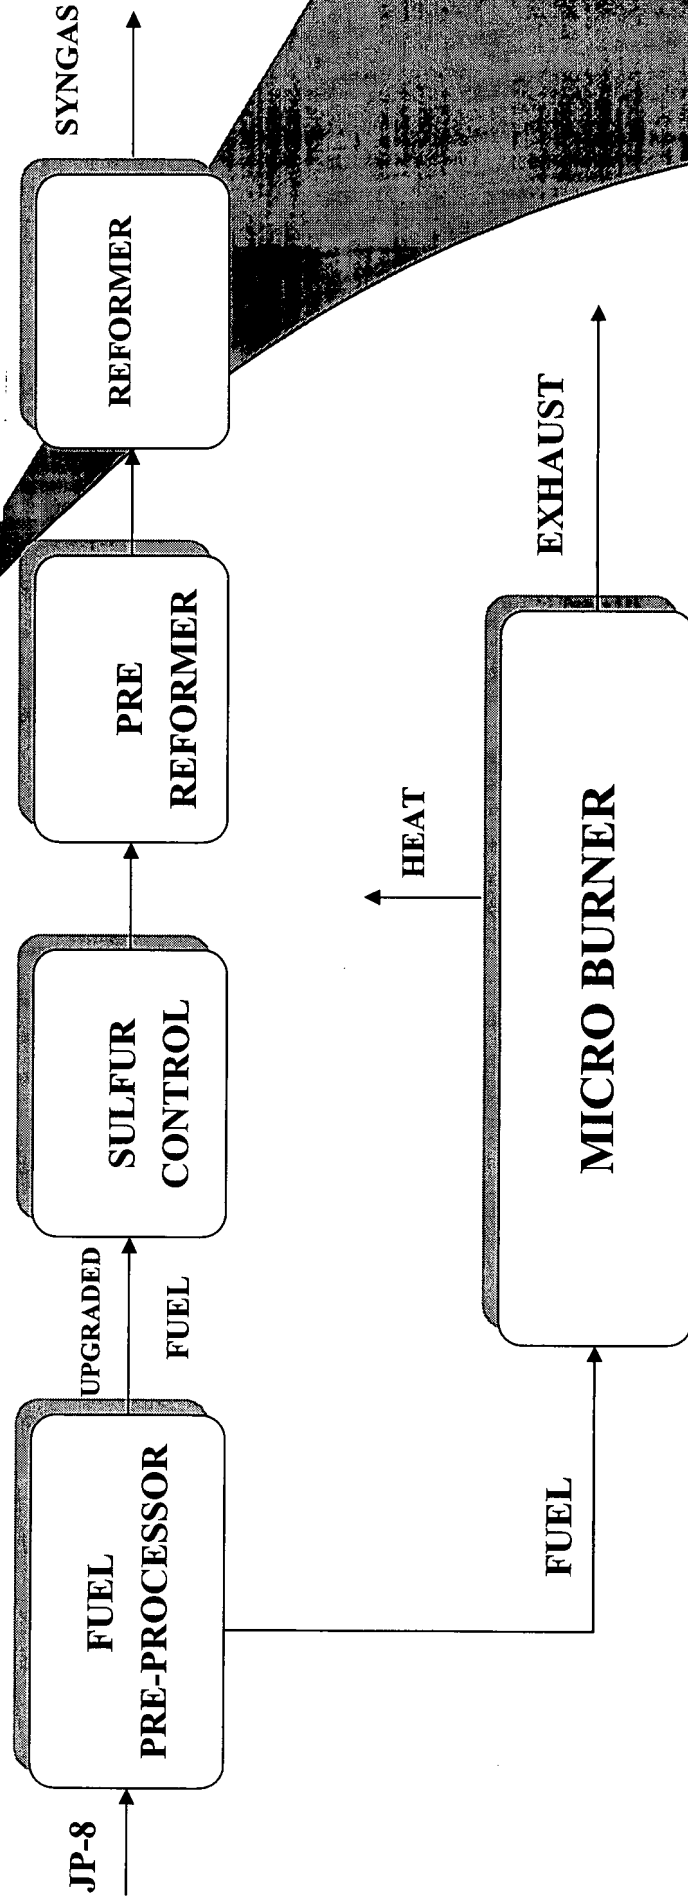 JP-8
FUEL
PRE-PROCESSOR
UPGRADED
FUEL
SULFUR
CONTROL
PRE
REFORMER
REFORMER
SYNGAS
FUEL
MICRO BURNER
HEAT
EXHAUST